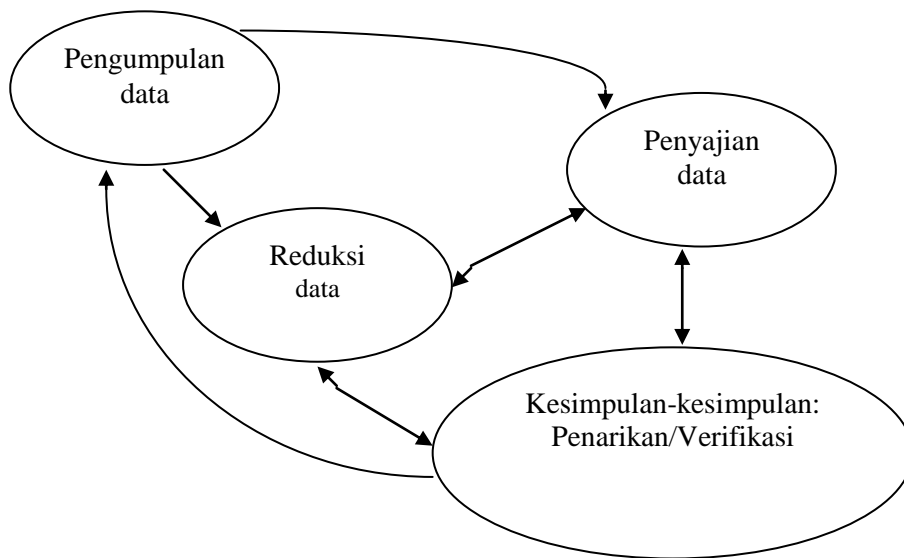 Pengumpulan
data
Penyajian
data
Reduksi
data
Kesimpulan-kesimpulan:
Penarikan/Verifikasi